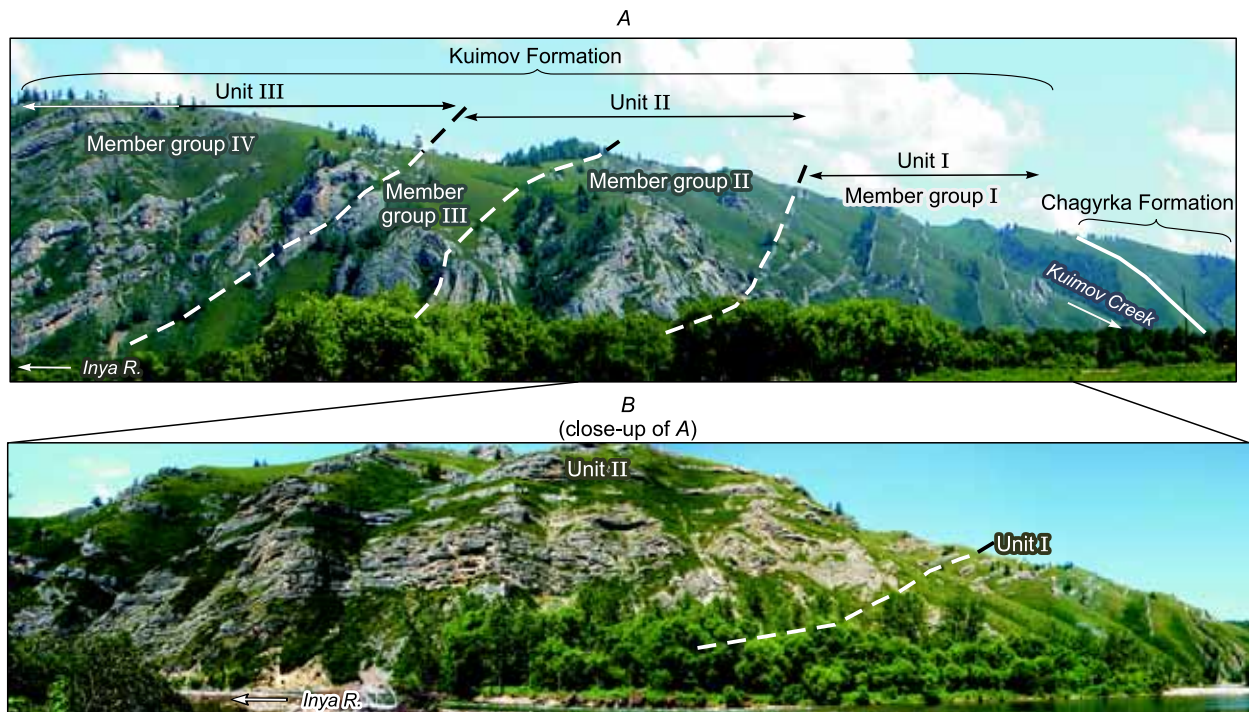 A
Kuimov Formation
Unit III
Unit II
Member group IV
Member group II
Unit I
Member
group III
Member group I
Chagyrka Formation
Kuimov Creek
Inya R.
B
(close-up of A)
Unit II
Unit I
Inya R.